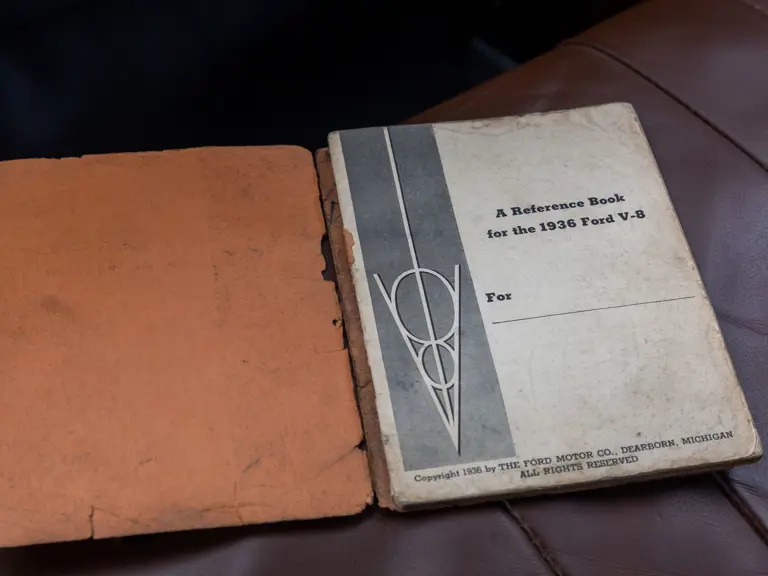 A Reference Book
for the 1936 Ford V-8
For
Copyright 1936 by THE FORD MOTOR CO., DEARBORN, MICHIGAN
ALL RIGHTS RESERVED